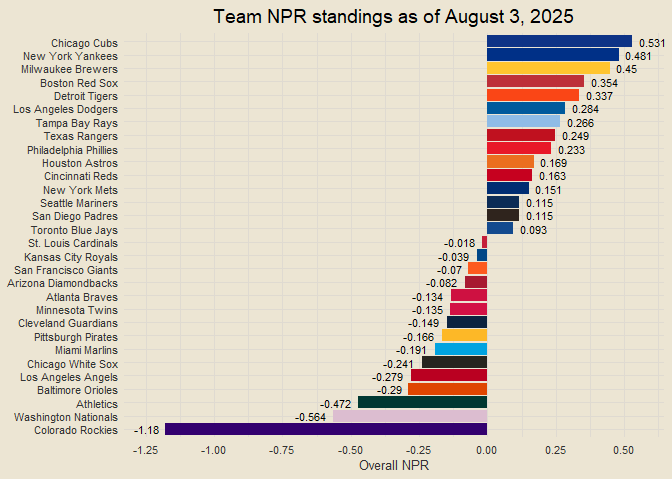 Team NPR standings as of August 3, 2025
Chicago Cubs 0.531
New York Yankees 0.481
Milwaukee Brewers 0.45
Boston Red Sox 0.354
Detroit Tigers 0.337
Los Angeles Dodgers 0.284
Tampa Bay Rays 0.266
Texas Rangers 0.249
Philadelphia Phillies 0.233
Houston Astros 0.169
Cincinnati Reds 0.163
New York Mets 0.151
Seattle Mariners 0.115
San Diego Padres 0.115
Toronto Blue Jays 0.093
St. Louis Cardinals -0.018
Kansas City Royals -0.039
San Francisco Giants -0.07
Arizona Diamondbacks -0.082
Atlanta Braves -0.134
Minnesota Twins -0.135
Cleveland Guardians -0.149
Pittsburgh Pirates -0.166
Miami Marlins -0.191
Chicago White Sox -0.241
Los Angeles Angels -0.279
Baltimore Orioles -0.29
Athletics -0.472
Washington Nationals -0.564
Colorado Rockies -1.18
-1.25 -1.00 -0.75 -0.50 -0.25 0.00 0.25 0.50
Overall NPR